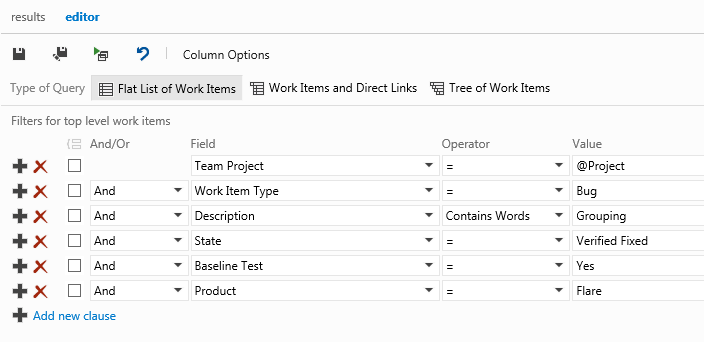 results editor
Column Options
Type of Query Flat List of Work Items Work Items and Direct Links Tree of Work Items
Filters for top level work items
And/Or Field Operator Value
Team Project = @Project
And Work Item Type = Bug
And Description Contains Words Grouping
And State = Verified Fixed
And Baseline Test = Yes
And Product = Flare
Add new clause